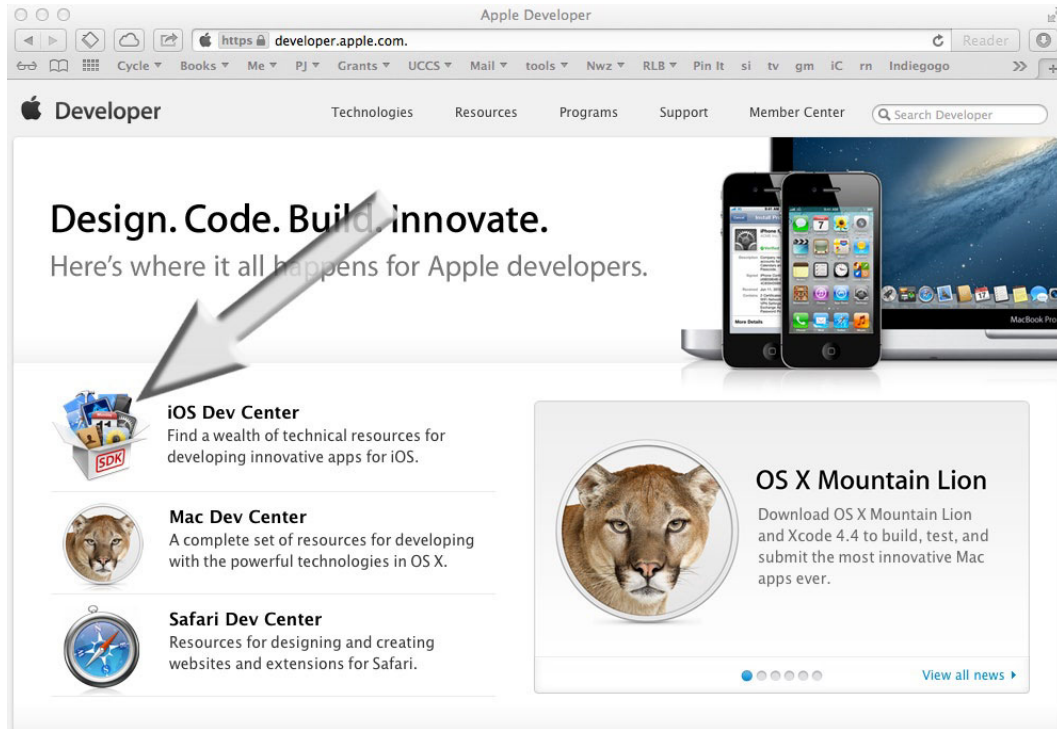 Apple Developer
https developer.apple.com.
Reader
Cycle Books Me PJ Grants UCCS Mail tools Nwz RLB Pin It si tv gm iC rn Indiegogo
Developer
Technologies Resources Programs Support Member Center Search Developer
Design. Code. Build. Innovate.
Here's where it all happens for Apple developers.
MacBook Pro
iOS Dev Center
Find a wealth of technical resources for
developing innovative apps for iOS.
SDK
Mac Dev Center
A complete set of resources for developing
with the powerful technologies in OS X.
Safari Dev Center
Resources for designing and creating
websites and extensions for Safari.
OS X Mountain Lion
Download OS X Mountain Lion
and Xcode 4.4 to build, test, and
submit the most innovative Mac
apps ever.
View all news